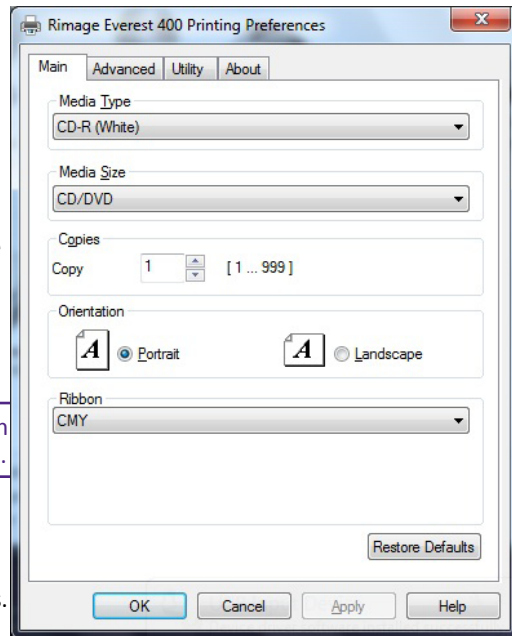 Rimage Everest 400 Printing Preferences
Main Advanced Utility About
Media Type
CD-R (White)
Media Size
CD/DVD
Copies
Copy 1 [ 1 ... 999 ]
Orientation
A Portrait A Landscape
Ribbon
CMY
Restore Defaults
OK Cancel Apply Help